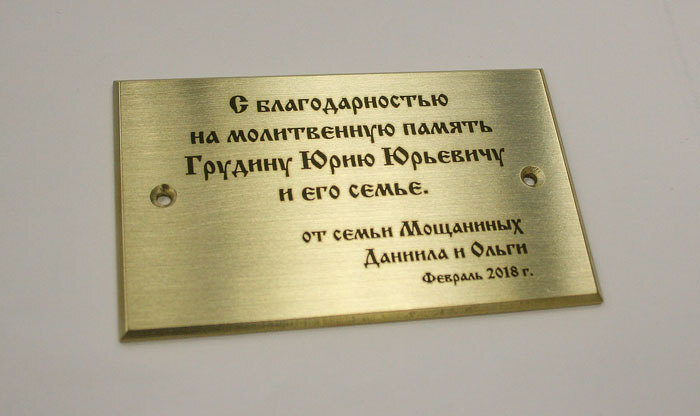 С благодарностью
на молитвенную память
Грудину Юрию Юрьевичу
и его семье.
от семьи Мощаниных
Даниила и Ольги
Февраль 2018 г.